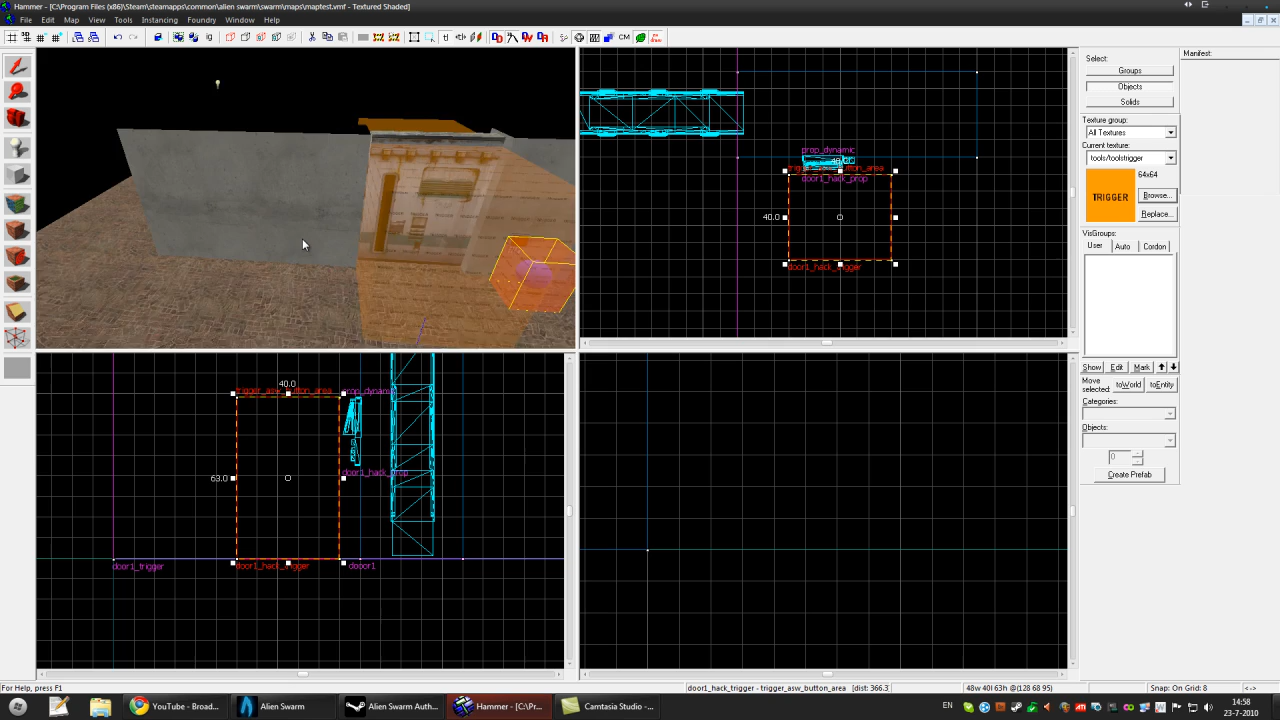 Hammer - [C:\Program Files (x86)\Steam\steamapps\common\alien swarm\swarm\maps\maptest.vmf - Textured Shaded]
File Edit Map View Tools Instancing Foundry Window Help
CM
Select:
Groups
Objects
Solids
Texture group:
All Textures
Current texture:
tools/toolstrigger
64x64
TRIGGER
Browse...
Replace...
VisGroups:
User Auto Cordon
Show Edit Mark
Move selected: toWorld toEntity
Categories:
Objects:
0
Create Prefab
Manifest:
prop_dynamic
door1_hack_prop
40.0
door1_hack_trigger
40.0
trigger_asw_button_area
prop_dynamic
63.0
door1_hack_prop
door1_trigger
door1_hack_trigger
dooor1
For Help, press F1
door1_hack_trigger - trigger_asw_button_area [dist: 366.3
48w 40l 63h @(128 68 95)
Snap: On Grid: 8
<->
YouTube - Broad...
Alien Swarm
Alien Swarm Auth...
Hammer - [C:\Pr...
Camtasia Studio -...
EN
14:58
23-7-2010